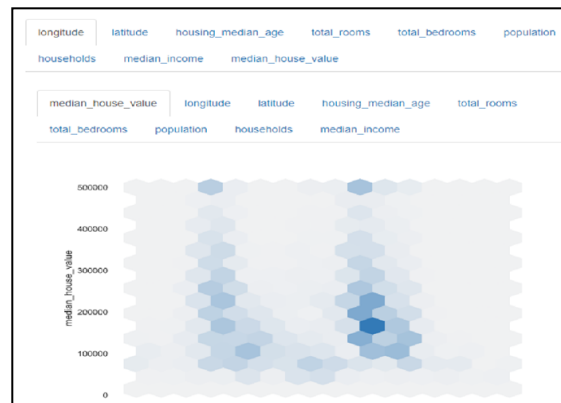 longitude latitude housing_median_age total_rooms total_bedrooms population
households median_income median_house_value
median_house_value longitude latitude housing_median_age total_rooms
total_bedrooms population households median_income
500000
400000
300000
200000
100000
0
median_house_value